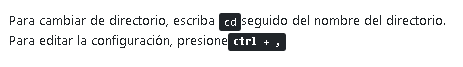 Para cambiar de directorio, escriba cd seguido del nombre del directorio.
Para editar la configuración, presione ctrl + ,